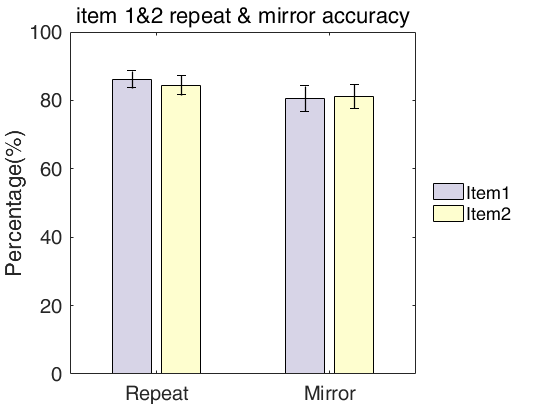 item 1&2 repeat & mirror accuracy
Percentage(%)
100
80
60
40
20
0
Repeat Mirror
Item1
Item2